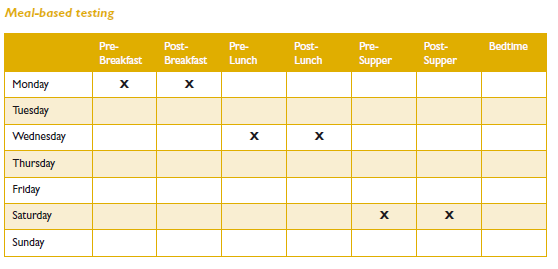 Meal-based testing
Pre-Breakfast Post-Breakfast Pre-Lunch Post-Lunch Pre-Supper Post-Supper Bedtime
Monday X X
Tuesday
Wednesday X X
Thursday
Friday
Saturday X X
Sunday